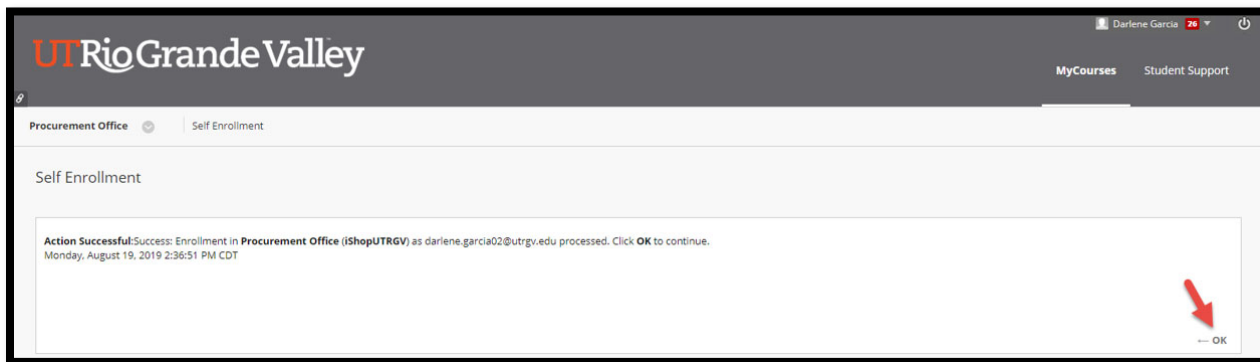 Darlene Garcia 26
UTRioGrandeValley
MyCourses Student Support
Procurement Office Self Enrollment
Self Enrollment
Action Successful:Success: Enrollment in Procurement Office (iShopUTRGV) as darlene.garcia02@utrgv.edu processed. Click OK to continue.
Monday, August 19, 2019 2:36:51 PM CDT
← OK